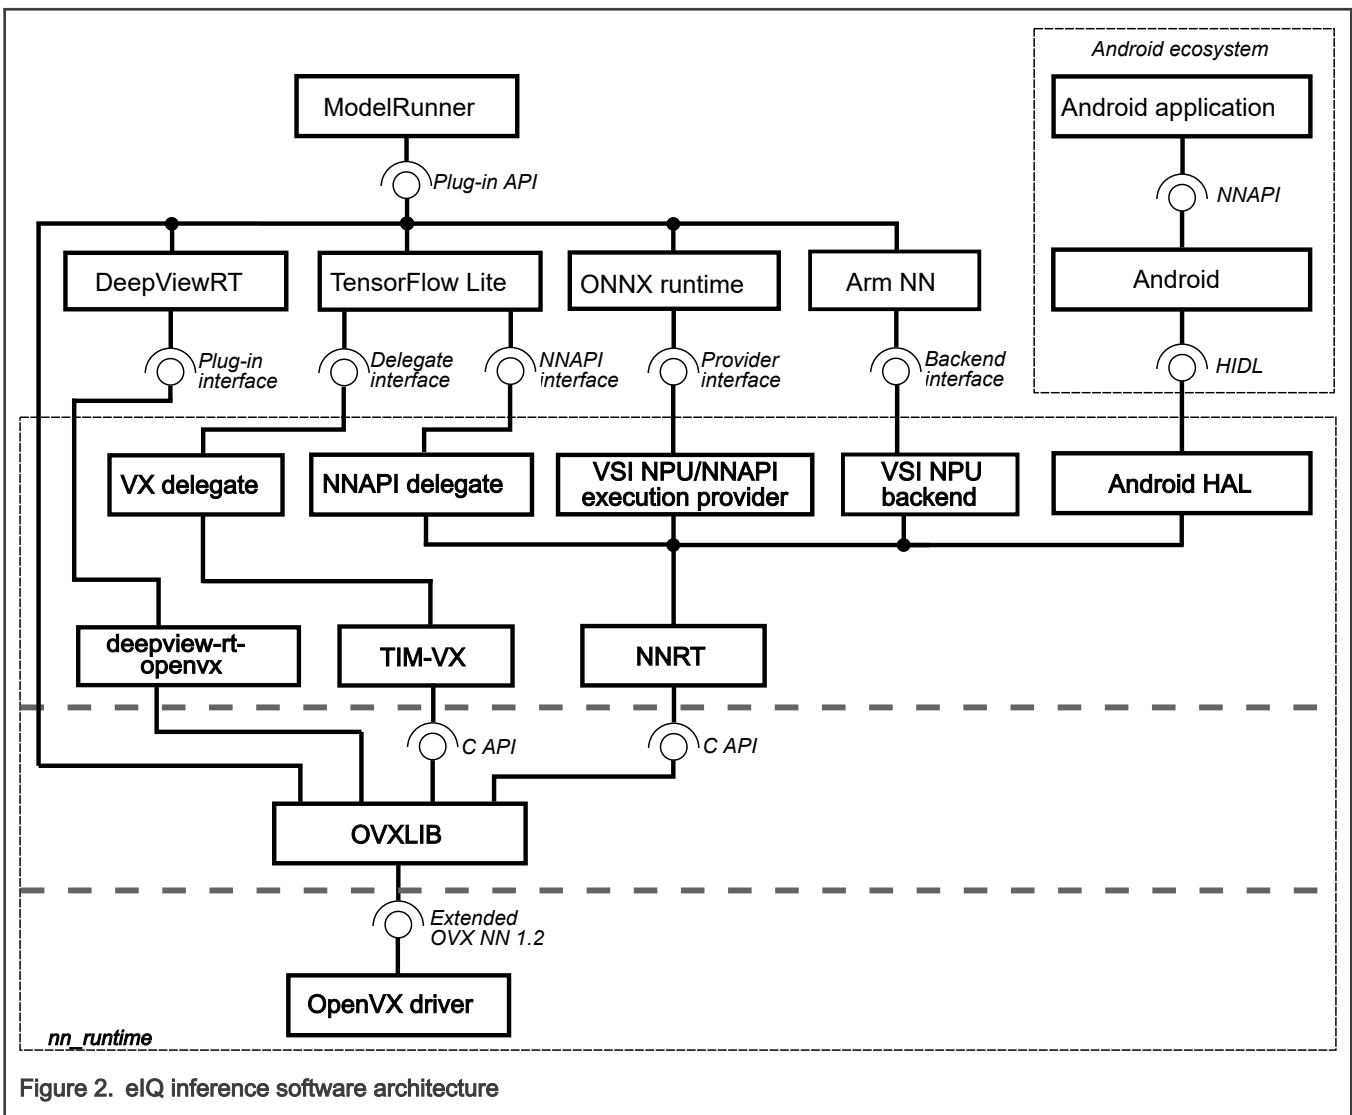 Android ecosystem
ModelRunner
Android application
Plug-in API
NNAPI
DeepViewRT
TensorFlow Lite
ONNX runtime
Arm NN
Android
Plug-in
interface
Delegate
interface
NNAPI
interface
Provider
interface
Backend
interface
HIDL
VX delegate
NNAPI delegate
VSI NPU/NNAPI
execution provider
VSI NPU
backend
Android HAL
deepview-rt-
openvx
TIM-VX
NNRT
C API
C API
OVXLIB
Extended
OVX NN 1.2
OpenVX driver
nn_runtime
Figure 2. eIQ inference software architecture